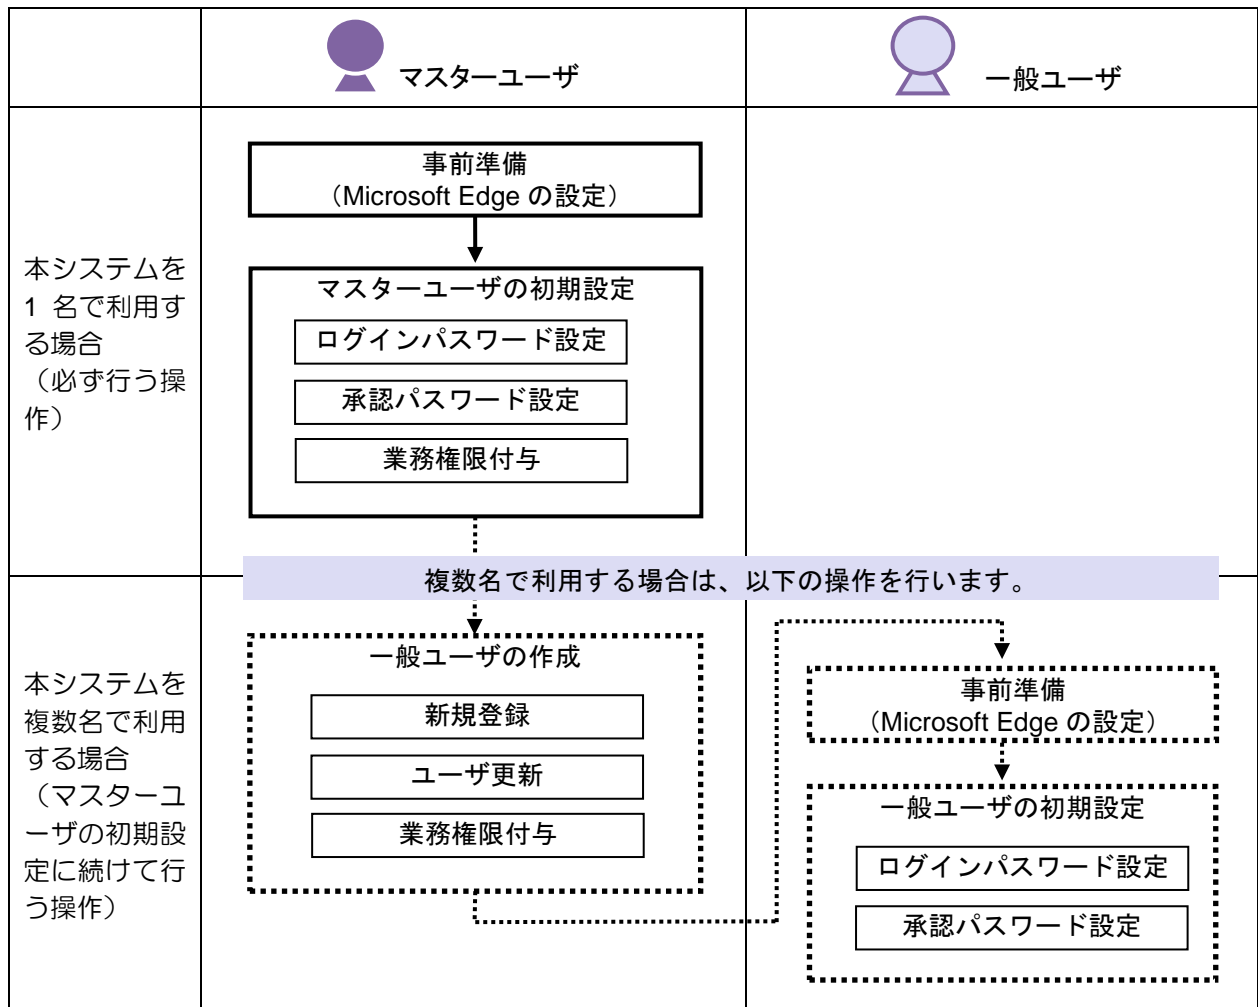 マスターユーザ
一般ユーザ
本システムを
1 名で利用す
る場合
（必ず行う操
作）
事前準備
（Microsoft Edge の設定）
マスターユーザの初期設定
ログインパスワード設定
承認パスワード設定
業務権限付与
複数名で利用する場合は、以下の操作を行います。
本システムを
複数名で利用
する場合
（マスターユ
ーザの初期設
定に続けて行
う操作）
一般ユーザの作成
新規登録
ユーザ更新
業務権限付与
事前準備
（Microsoft Edge の設定）
一般ユーザの初期設定
ログインパスワード設定
承認パスワード設定